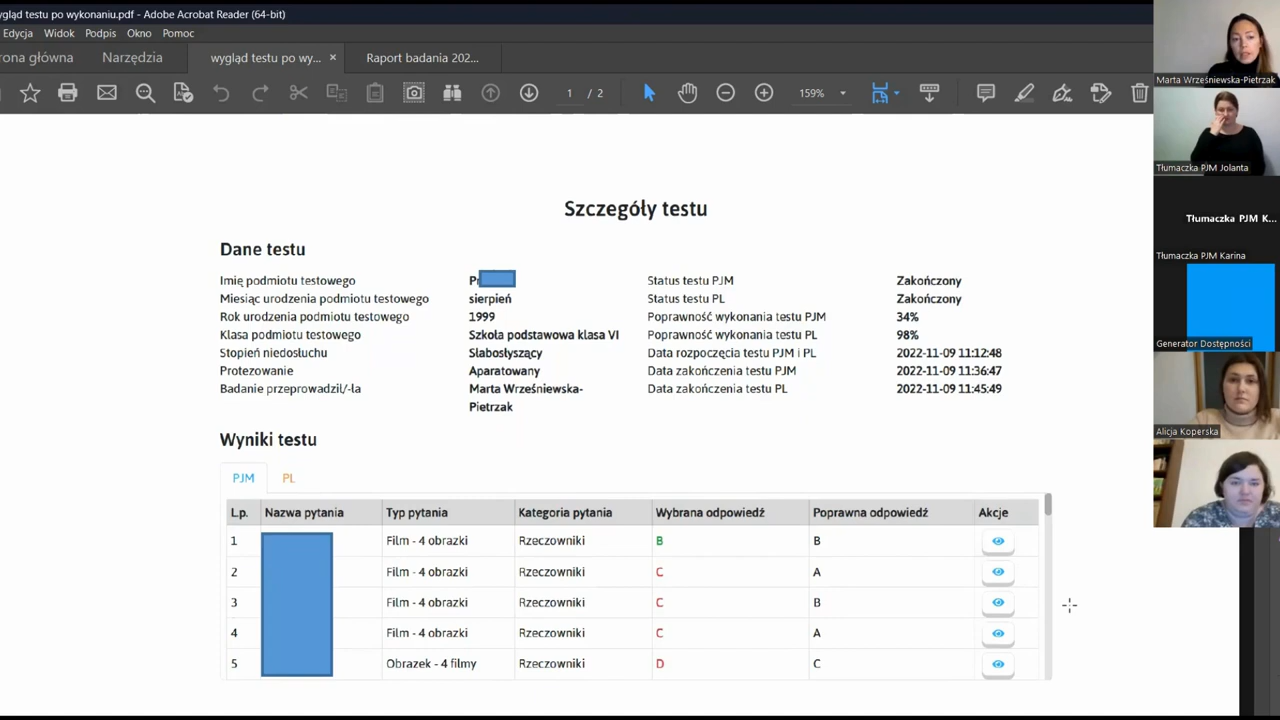 wygląd testu po wykonaniu.pdf - Adobe Acrobat Reader (64-bit)
Edycja Widok Podpis Okno Pomoc
rona główna Narzędzia wygląd testu po wy... × Raport badania 202...
1 / 2 159%
Szczegóły testu
Dane testu
Imię podmiotu testowego Pr Status testu PJM Zakończony
Miesiąc urodzenia podmiotu testowego sierpień Status testu PL Zakończony
Rok urodzenia podmiotu testowego 1999 Poprawność wykonania testu PJM 34%
Klasa podmiotu testowego Szkoła podstawowa klasa VI Poprawność wykonania testu PL 98%
Stopień niedosłuchu Słabosłyszący Data rozpoczęcia testu PJM i PL 2022-11-09 11:12:48
Protezowanie Aparatowany Data zakończenia testu PJM 2022-11-09 11:36:47
Badanie przeprowadził/-ła Marta Wrześniewska-Pietrzak Data zakończenia testu PL 2022-11-09 11:45:49
Wyniki testu
PJM PL
L.p. Nazwa pytania Typ pytania Kategoria pytania Wybrana odpowiedź Poprawna odpowiedź Akcje
1 Film - 4 obrazki Rzeczowniki B B
2 Film - 4 obrazki Rzeczowniki C A
3 Film - 4 obrazki Rzeczowniki C B
4 Film - 4 obrazki Rzeczowniki C A
5 Obrazek - 4 filmy Rzeczowniki D C
Marta Wrześniewska-Pietrzak
Tłumaczka PJM Jolanta
Tłumaczka PJM K...
Tłumaczka PJM Karina
Generator Dostępności
Alicja Koperska